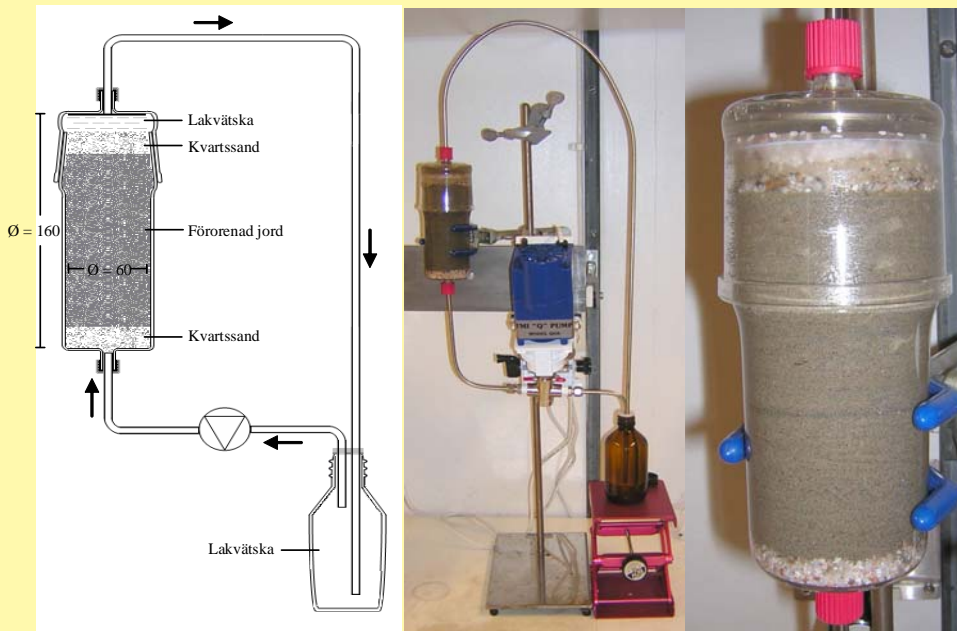 Lakvätska
Kvartssand
Ø = 160
Förorenad jord
Ø = 60
Kvartssand
Lakvätska
"Q" PUMP